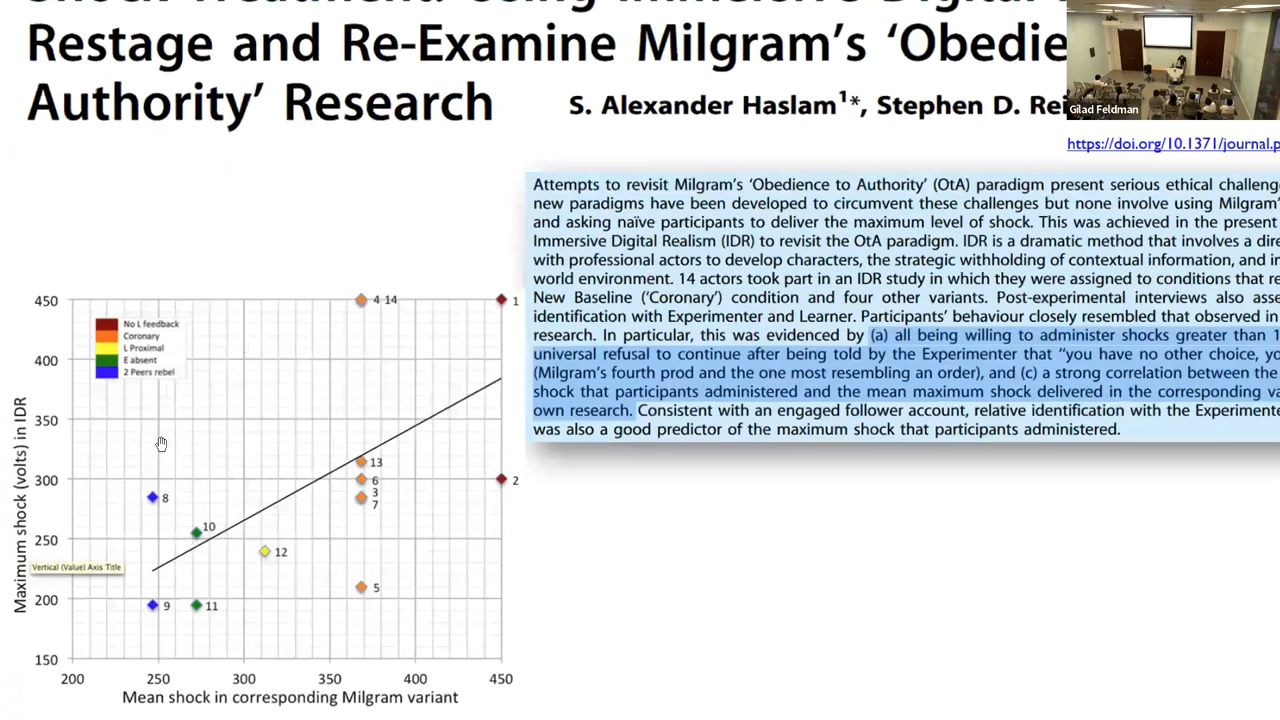 Shock Treatment: Using Immersive Digital
Restage and Re-Examine Milgram's 'Obedie
Authority' Research
S. Alexander Haslam1*, Stephen D. Rei
Gilad Feldman
https://doi.org/10.1371/journal.p
Attempts to revisit Milgram's 'Obedience to Authority' (OtA) paradigm present serious ethical challeng
new paradigms have been developed to circumvent these challenges but none involve using Milgram'
and asking naïve participants to deliver the maximum level of shock. This was achieved in the present
Immersive Digital Realism (IDR) to revisit the OtA paradigm. IDR is a dramatic method that involves a dire
with professional actors to develop characters, the strategic withholding of contextual information, and in
world environment. 14 actors took part in an IDR study in which they were assigned to conditions that re
New Baseline ('Coronary') condition and four other variants. Post-experimental interviews also asse
identification with Experimenter and Learner. Participants' behaviour closely resembled that observed in
research. In particular, this was evidenced by (a) all being willing to administer shocks greater than 1
universal refusal to continue after being told by the Experimenter that "you have no other choice, yo
(Milgram's fourth prod and the one most resembling an order), and (c) a strong correlation between the
shock that participants administered and the mean maximum shock delivered in the corresponding va
own research. Consistent with an engaged follower account, relative identification with the Experimente
was also a good predictor of the maximum shock that participants administered.
Maximum shock (volts) in IDR
450
400
350
300
250
200
150
No L feedback
Coronary
L Proximal
E absent
2 Peers rebel
4 14
1
13
6
3
7
2
8
10
12
5
9
11
Vertical (Value) Axis Title
200 250 300 350 400 450
Mean shock in corresponding Milgram variant